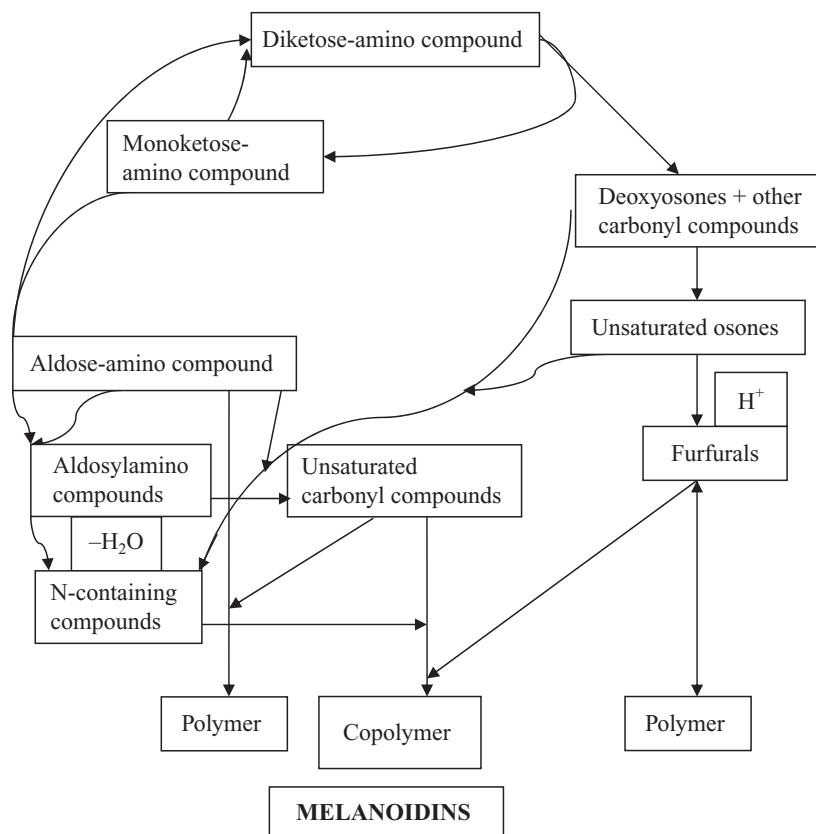 Diketose-amino compound
Monoketose-
amino compound
Deoxyosones + other
carbonyl compounds
Unsaturated osones
Aldose-amino compound
H⁺
Furfurals
Aldosylamino
compounds
Unsaturated
carbonyl compounds
–H₂O
N-containing
compounds
Polymer
Copolymer
Polymer
MELANOIDINS